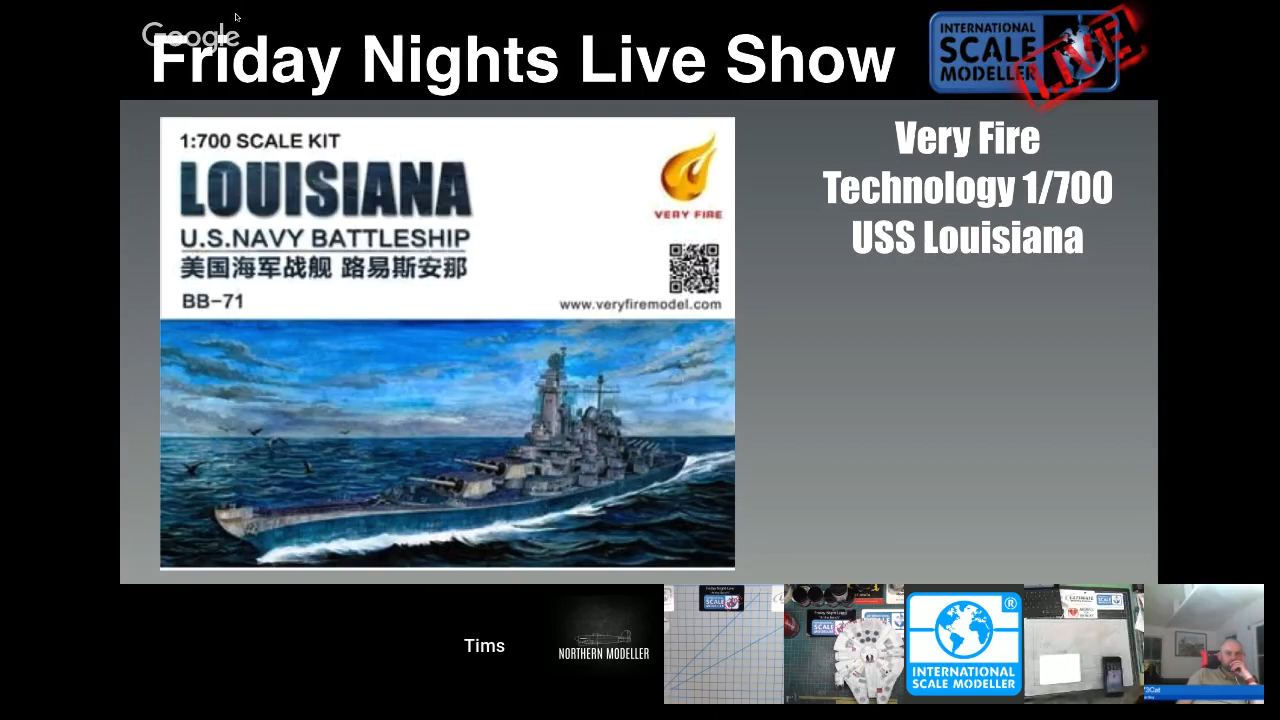 Google
Friday Nights Live Show
INTERNATIONAL
SCALE
MODELLER
LIVE
1:700 SCALE KIT
LOUISIANA
U.S.NAVY BATTLESHIP
美国海军战舰 路易斯安那
BB-71
VERY FIRE
www.veryfiremodel.com
Very Fire
Technology 1/700
USS Louisiana
Tims
NORTHERN MODELLER
INTERNATIONAL
SCALE MODELLER